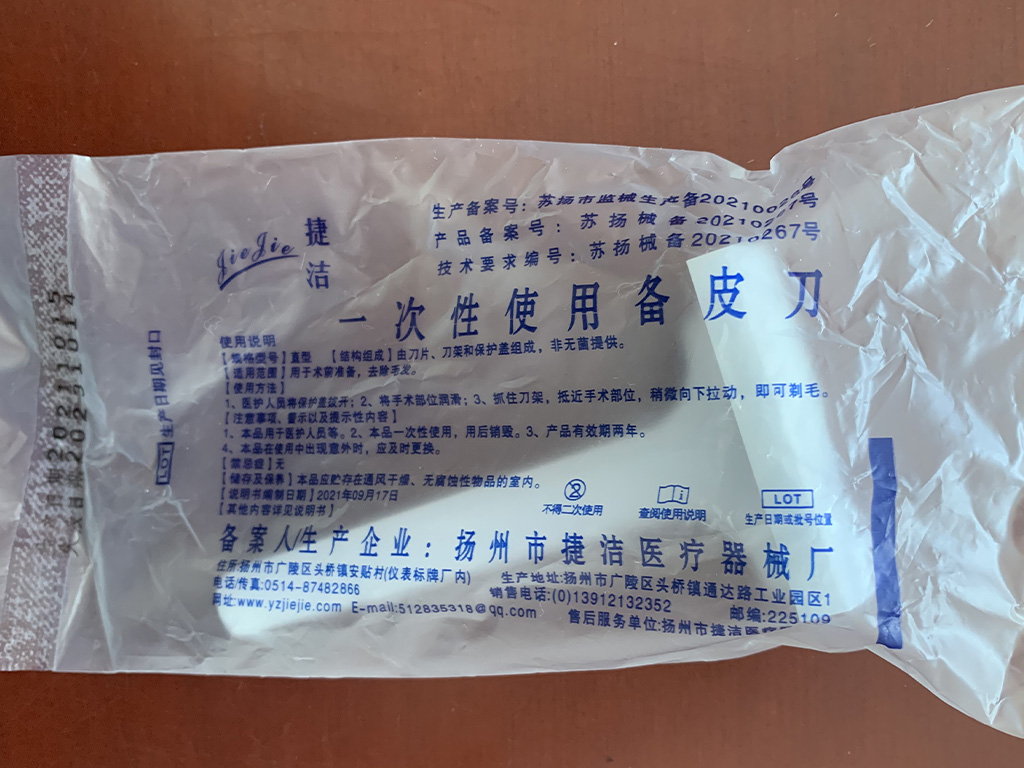 JieJie 捷洁
生产备案号：苏扬市监械生产备
产品备案号：苏扬械备
技术要求编号：苏扬械备20210267号
一次性使用备皮刀
使用说明
【规格型号】直型 【结构组成】由刀片、刀架和保护盖组成，非无菌提供。
【适用范围】用于术前准备，去除毛发。
【使用方法】
1、医护人员将保护盖拔开；2、将手术部位润滑；3、抓住刀架，抵近手术部位，稍微向下拉动，即可剃毛。
【注意事项、警示以及提示性内容】
1、本品用于医护人员等。2、本品一次性使用，用后销毁。3、产品有效期两年。
4、本品在使用中出现意外时，应及时更换。
【禁忌症】无
【储存及保养】本品应贮存在通风干燥、无腐蚀性物品的室内。
【说明书编制日期】2021年09月17日
【其他内容详见说明书】
不得二次使用
查阅使用说明
LOT
生产日期或批号位置
备案人/生产企业：扬州市捷洁医疗器械厂
住所:扬州市广陵区头桥镇安贴村(仪表标牌厂内)
生产地址:扬州市广陵区头桥镇通达路工业园区1
电话/传真:0514-87482866
销售电话:(0)13912132352
邮编:225109
网址:www.yzjiejie.com E-mail:512835318@qq.com
售后服务单位:扬州市捷洁医疗
LOT 生产日期见封口
20211015
20231014